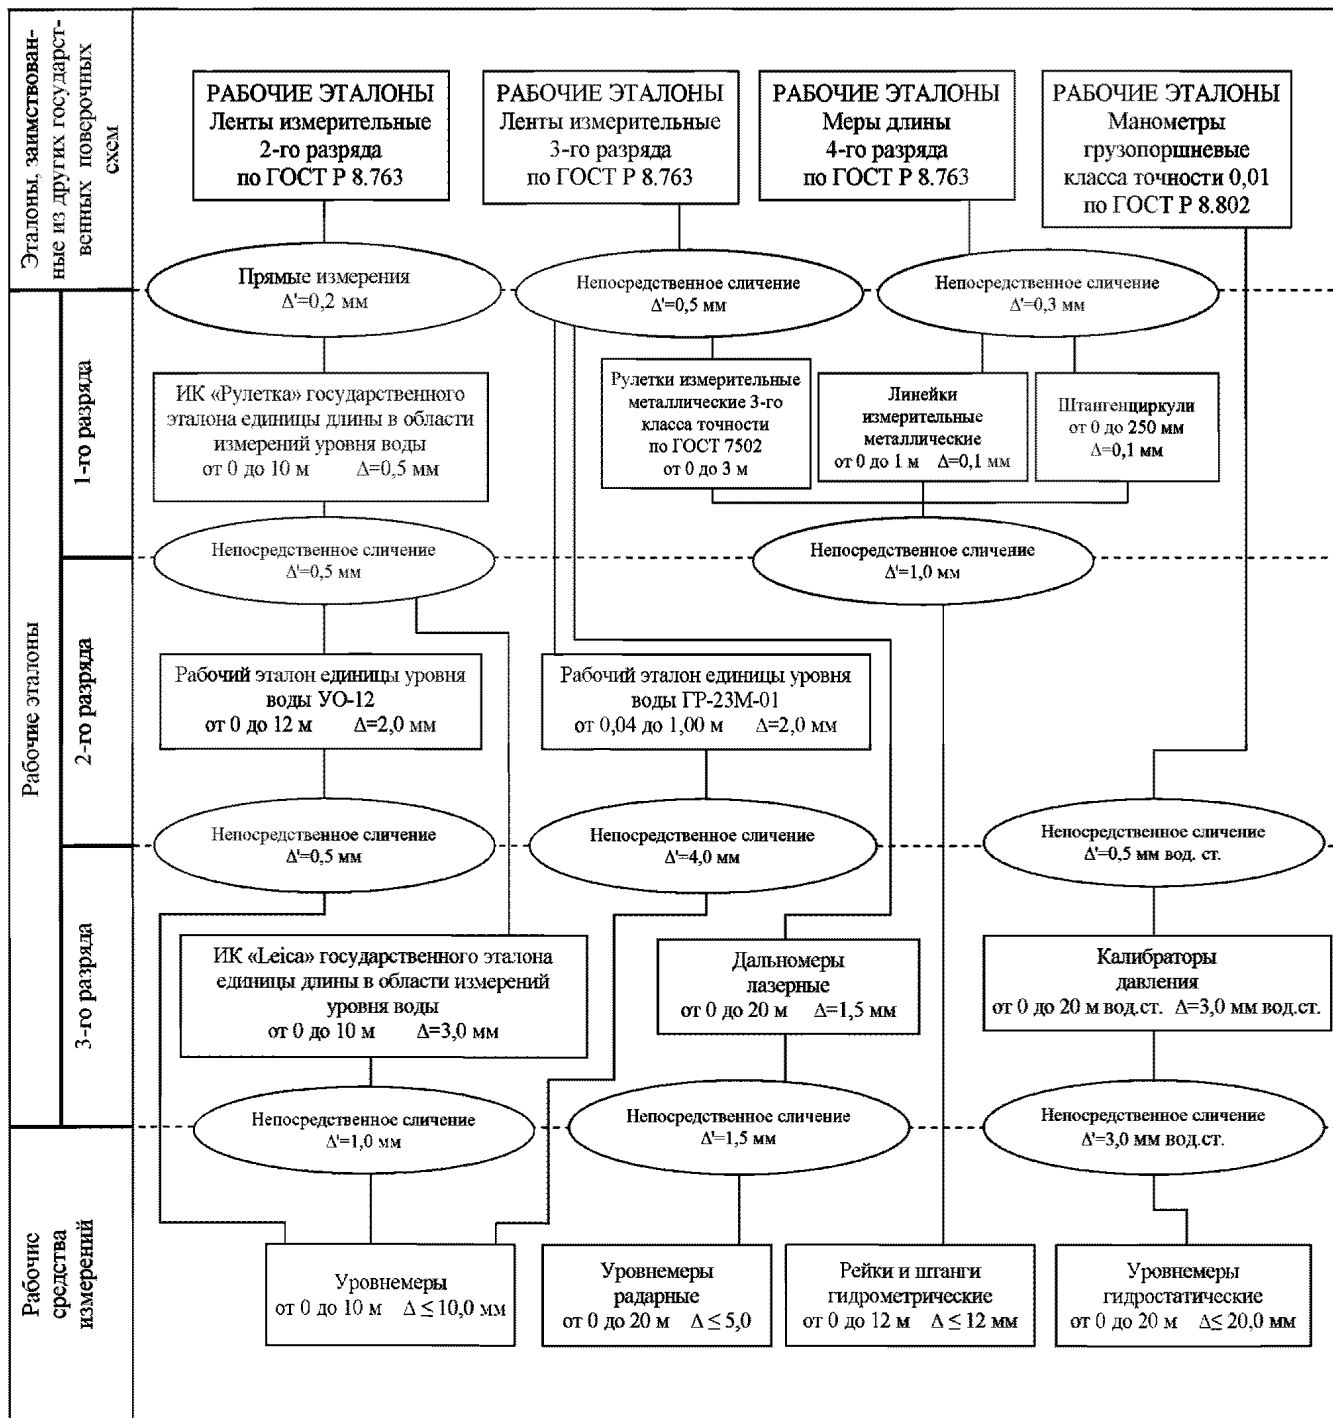 Эталоны, заимствован-
ные из других государст-
венных поверочных
схем
РАБОЧИЕ ЭТАЛОНЫ
Ленты измерительные
2-го разряда
по ГОСТ Р 8.763
РАБОЧИЕ ЭТАЛОНЫ
Ленты измерительные
3-го разряда
по ГОСТ Р 8.763
РАБОЧИЕ ЭТАЛОНЫ
Меры длины
4-го разряда
по ГОСТ Р 8.763
РАБОЧИЕ ЭТАЛОНЫ
Манометры
грузопоршневые
класса точности 0,01
по ГОСТ Р 8.802
Прямые измерения
Δ'=0,2 мм
Непосредственное сличение
Δ'=0,5 мм
Непосредственное сличение
Δ'=0,3 мм
Рабочие эталоны
1-го разряда
ИК «Рулетка» государственного
эталона единицы длины в области
измерений уровня воды
от 0 до 10 м Δ=0,5 мм
Рулетки измерительные
металлические 3-го
класса точности
по ГОСТ 7502
от 0 до 3 м
Линейки
измерительные
металлические
от 0 до 1 м Δ=0,1 мм
Штангенциркули
от 0 до 250 мм
Δ=0,1 мм
Непосредственное сличение
Δ'=0,5 мм
Непосредственное сличение
Δ'=1,0 мм
2-го разряда
Рабочий эталон единицы уровня
воды УО-12
от 0 до 12 м Δ=2,0 мм
Рабочий эталон единицы уровня
воды ГР-23М-01
от 0,04 до 1,00 м Δ=2,0 мм
Непосредственное сличение
Δ'=0,5 мм
Непосредственное сличение
Δ'=4,0 мм
Непосредственное сличение
Δ'=0,5 мм вод. ст.
3-го разряда
ИК «Leica» государственного эталона
единицы длины в области измерений
уровня воды
от 0 до 10 м Δ=3,0 мм
Дальномеры
лазерные
от 0 до 20 м Δ=1,5 мм
Калибраторы
давления
от 0 до 20 м вод.ст. Δ=3,0 мм вод.ст.
Непосредственное сличение
Δ'=1,0 мм
Непосредственное сличение
Δ'=1,5 мм
Непосредственное сличение
Δ'=3,0 мм вод.ст.
Рабочие
средства
измерений
Уровнемеры
от 0 до 10 м Δ ≤ 10,0 мм
Уровнемеры
радарные
от 0 до 20 м Δ ≤ 5,0
Рейки и штанги
гидрометрические
от 0 до 12 м Δ ≤ 12 мм
Уровнемеры
гидростатические
от 0 до 20 м Δ≤ 20,0 мм